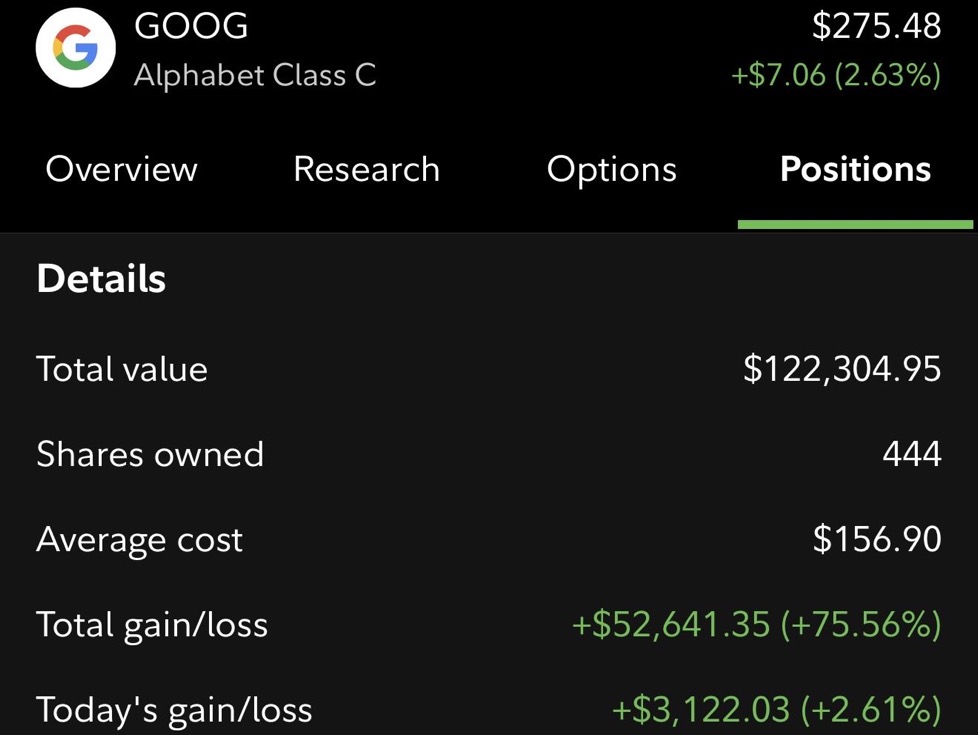 GOOG $275.48
Alphabet Class C +$7.06 (2.63%)
Overview Research Options Positions
Details
Total value $122,304.95
Shares owned 444
Average cost $156.90
Total gain/loss +$52,641.35 (+75.56%)
Today's gain/loss +$3,122.03 (+2.61%)